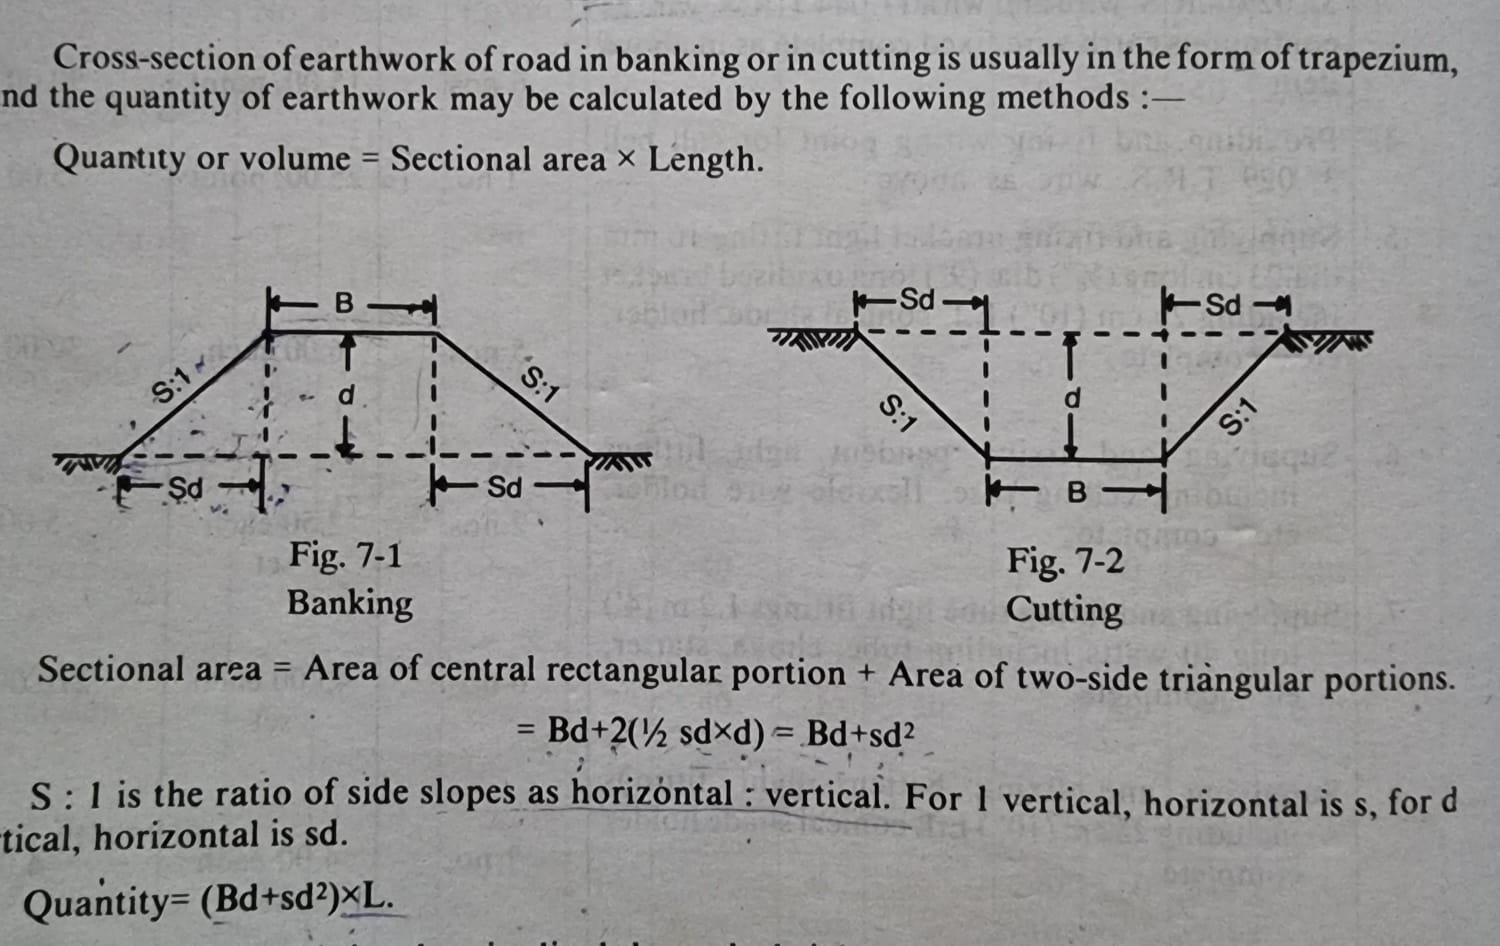 Cross-section of earthwork of road in banking or in cutting is usually in the form of trapezium,
nd the quantity of earthwork may be calculated by the following methods :—
Quantity or volume = Sectional area × Length.
B
S:1
d
S:1
Sd
Sd
Fig. 7-1
Banking
Sd
Sd
S:1
d
S:1
B
Fig. 7-2
Cutting
Sectional area = Area of central rectangular portion + Area of two-side triangular portions.
= Bd+2(½ sd×d) = Bd+sd²
S : 1 is the ratio of side slopes as horizontal : vertical. For 1 vertical, horizontal is s, for d
tical, horizontal is sd.
Quantity= (Bd+sd²)×L.